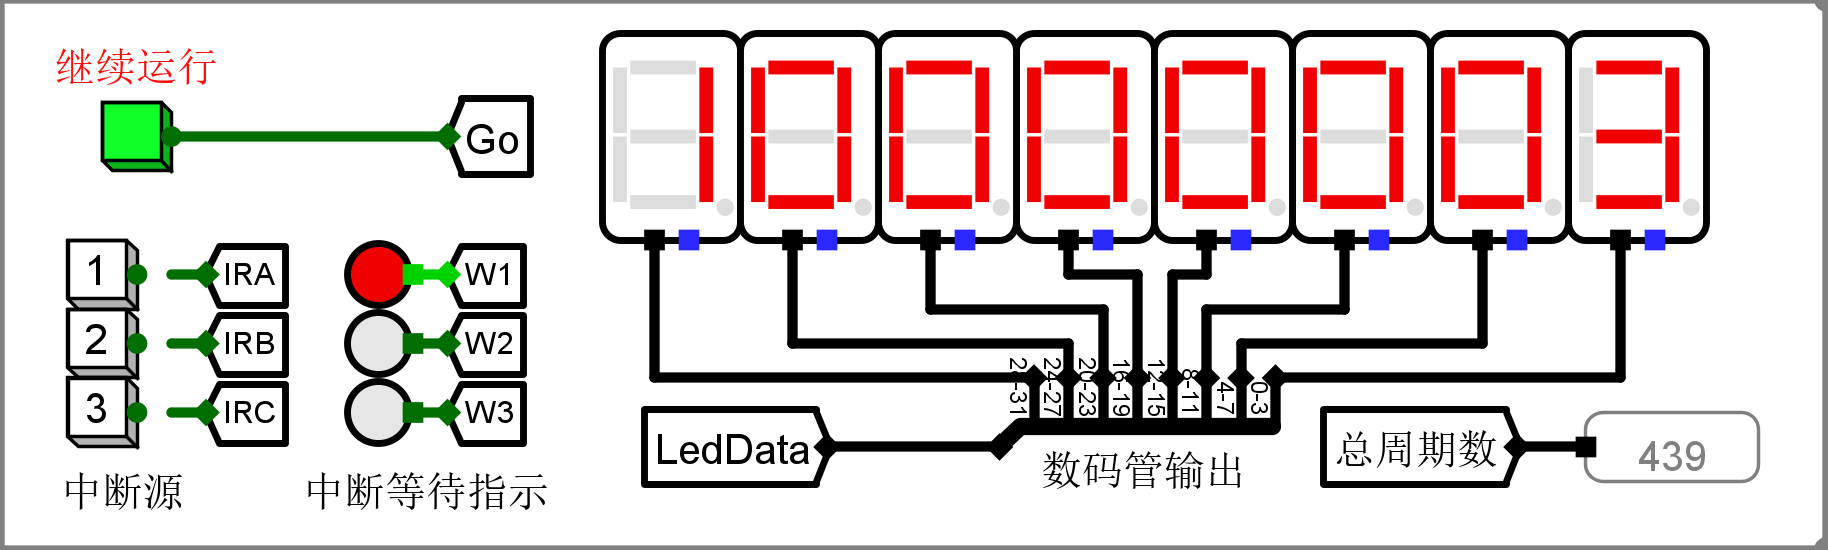 继续运行
Go
1 IRA W1
2 IRB W2
3 IRC W3
中断源 中断等待指示
10000003
28-31 24-27 20-23 16-19 12-15 8-11 4-7 0-3
LedData 数码管输出 总周期数 439